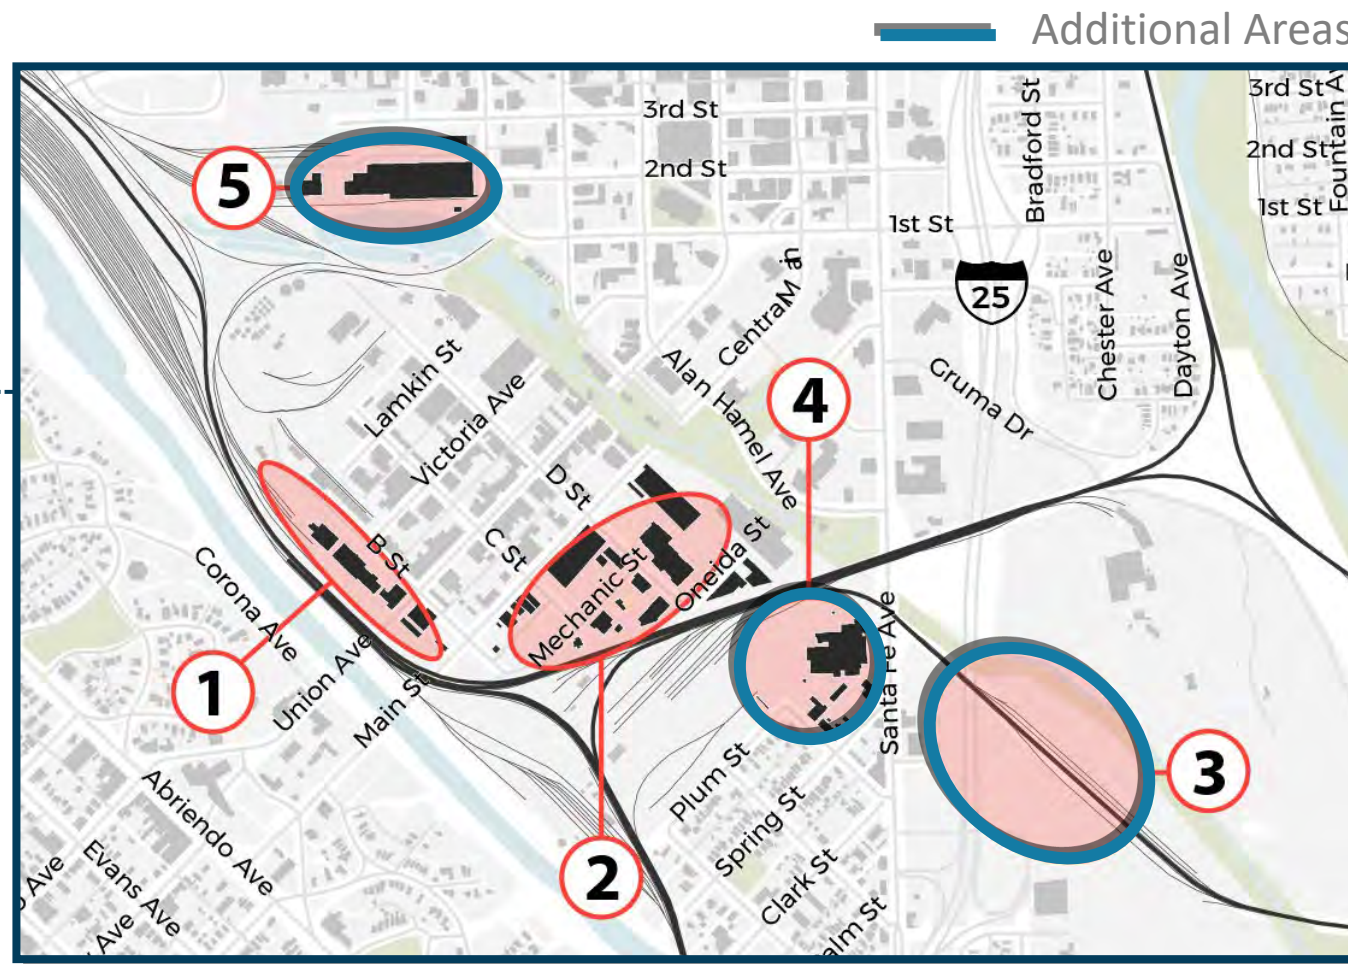 Additional Areas
3rd St
2nd St
1st St
Bradford St
3rd St
2nd St
1st St
Fountain A
5
25
Central Main
Chester Ave
Dayton Ave
Lamkin St
Victoria Ave
Alan Hamel Ave
Gruma Dr
4
D St
C St
B St
Mechanic St
Oneida St
Corona Ave
Union Ave
Main St
Santa Fe Ave
1
2
3
Plum St
Spring St
Clark St
alm St
Abriendo Ave
Evans Ave
Ave
Ave